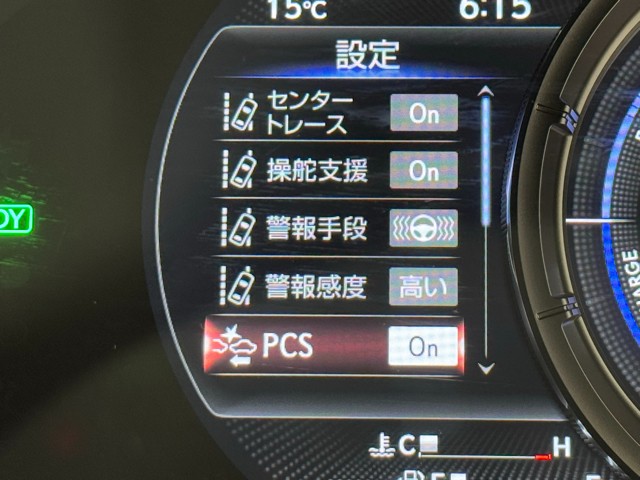 15℃ 6:15
設定
センター
トレース On
操舵支援 On
警報手段
警報感度 高い
PCS On
C H